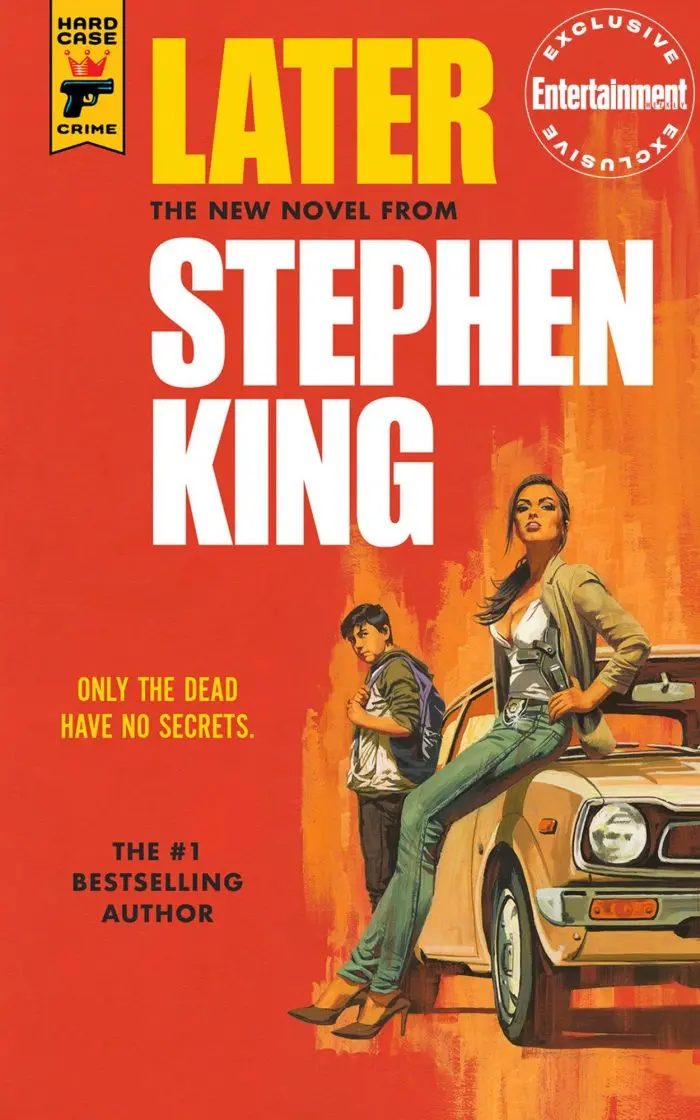 HARD
CASE
CRIME
LATER
THE NEW NOVEL FROM
STEPHEN
KING
EXCLUSIVE
Entertainment
WEEKLY
EXCLUSIVE
ONLY THE DEAD
HAVE NO SECRETS.
THE #1
BESTSELLING
AUTHOR